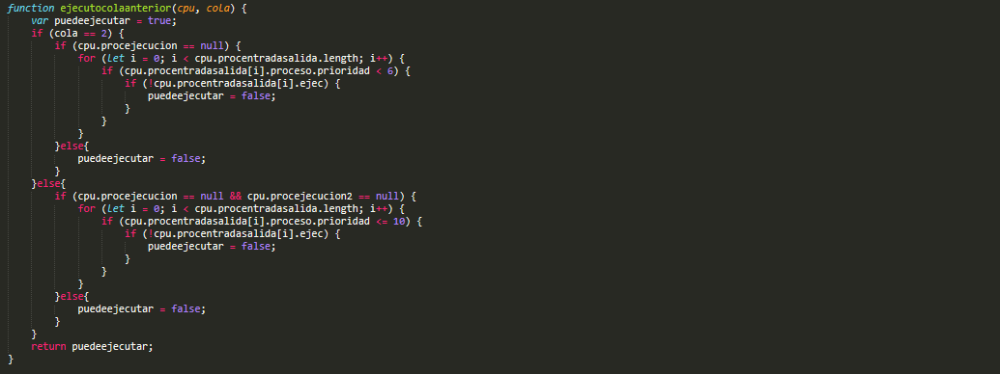 function ejecutocolaanterior(cpu, cola) {
    var puedeejecutar = true;
    if (cola == 2) {
        if (cpu.procejecucion == null) {
            for (let i = 0; i < cpu.procentradasalida.length; i++) {
                if (cpu.procentradasalida[i].proceso.prioridad < 6) {
                    if (!cpu.procentradasalida[i].ejec) {
                        puedeejecutar = false;
                    }
                }
            }
        }else{
            puedeejecutar = false;
        }
    }else{
        if (cpu.procejecucion == null && cpu.procejecucion2 == null) {
            for (let i = 0; i < cpu.procentradasalida.length; i++) {
                if (cpu.procentradasalida[i].proceso.prioridad <= 10) {
                    if (!cpu.procentradasalida[i].ejec) {
                        puedeejecutar = false;
                    }
                }
            }
        }else{
            puedeejecutar = false;
        }
    }
    return puedeejecutar;
}